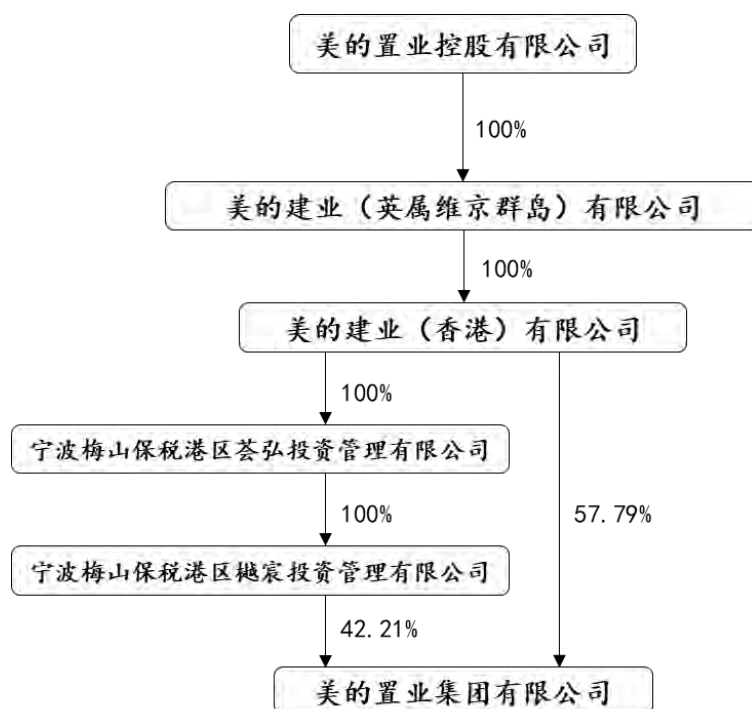 美的置业控股有限公司
100%
美的建业（英属维京群岛）有限公司
100%
美的建业（香港）有限公司
100%
宁波梅山保税港区荟弘投资管理有限公司
100%
57.79%
宁波梅山保税港区樾宸投资管理有限公司
42.21%
美的置业集团有限公司